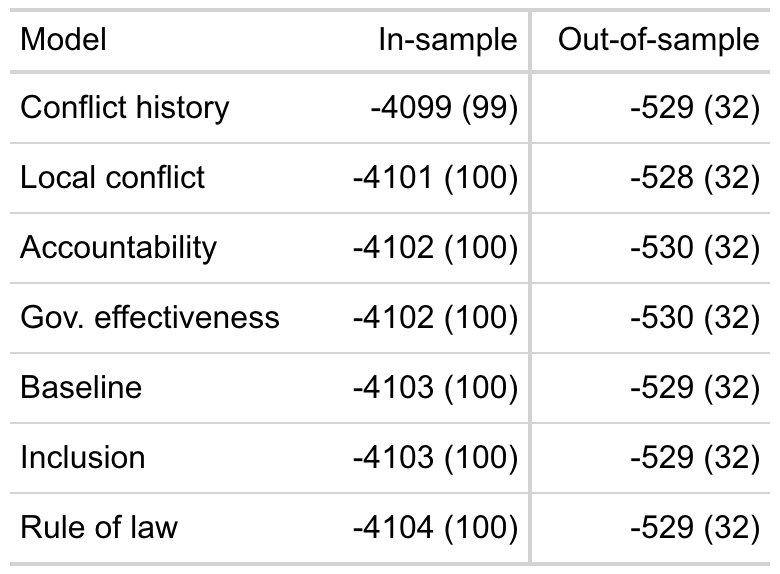 Model In-sample Out-of-sample
Conflict history -4099 (99) -529 (32)
Local conflict -4101 (100) -528 (32)
Accountability -4102 (100) -530 (32)
Gov. effectiveness -4102 (100) -530 (32)
Baseline -4103 (100) -529 (32)
Inclusion -4103 (100) -529 (32)
Rule of law -4104 (100) -529 (32)